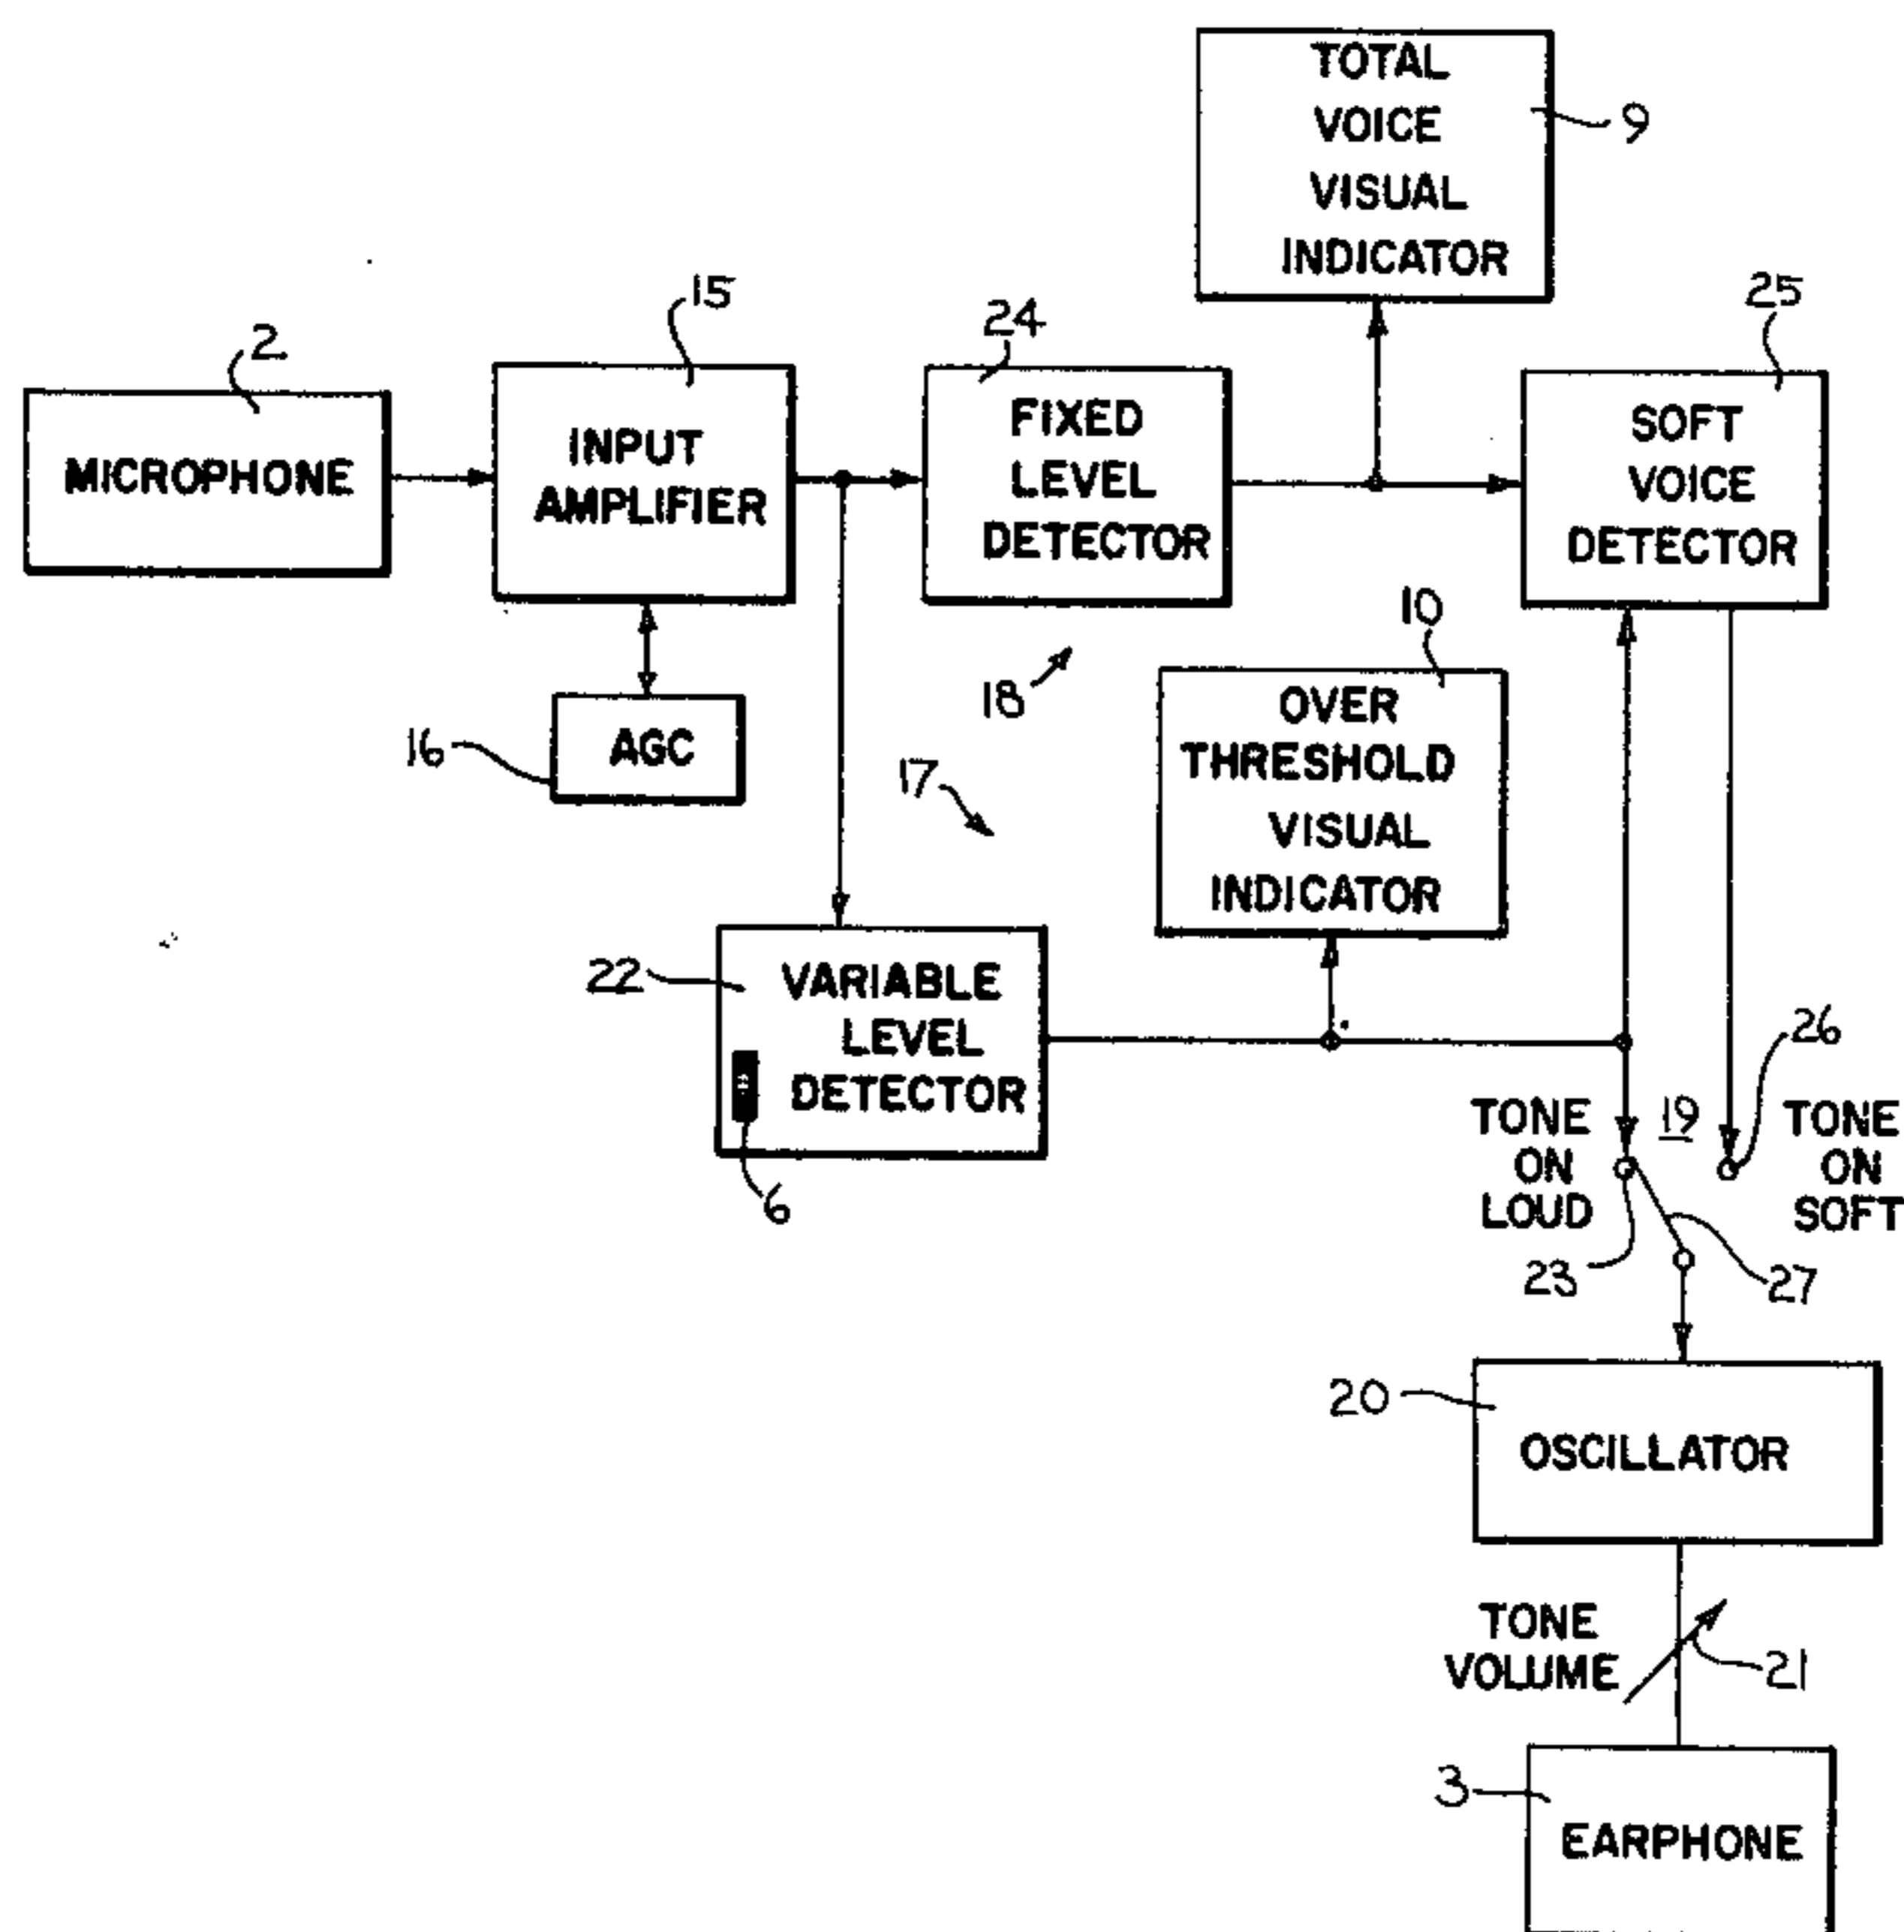 TOTAL
VOICE
VISUAL
INDICATOR
9
2
MICROPHONE
15
INPUT
AMPLIFIER
24
FIXED
LEVEL
DETECTOR
25
SOFT
VOICE
DETECTOR
16
AGC
18
17
10
OVER
THRESHOLD
VISUAL
INDICATOR
22
VARIABLE
LEVEL
DETECTOR
6
TONE
ON
LOUD
19
26
TONE
ON
SOFT
23
27
20
OSCILLATOR
TONE
VOLUME
21
3
EARPHONE